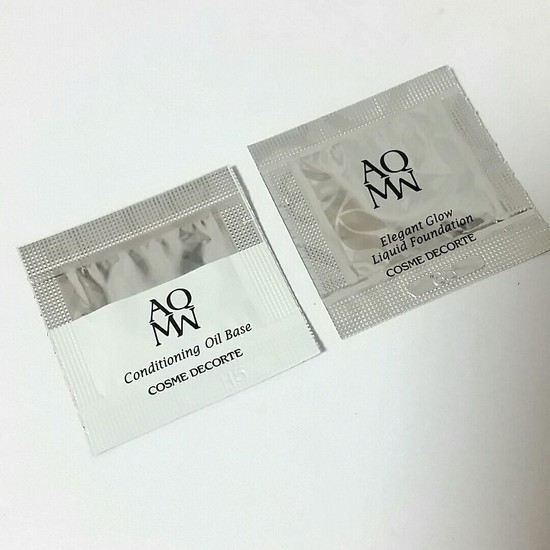 AQ
MW
Conditioning Oil Base
COSME DECORTE
AQ
MW
Elegant Glow
Liquid Foundation
COSME DECORTE